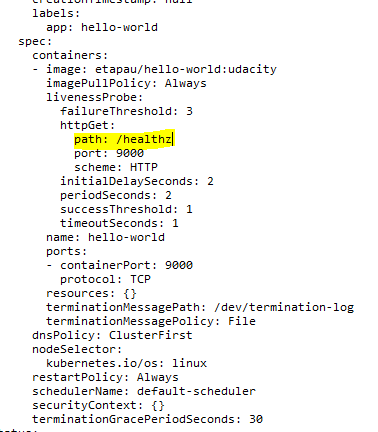 creationTimestamp: null
labels:
app: hello-world
spec:
containers:
- image: etapau/hello-world:udacity
imagePullPolicy: Always
livenessProbe:
failureThreshold: 3
httpGet:
path: /healthz
port: 9000
scheme: HTTP
initialDelaySeconds: 2
periodSeconds: 2
successThreshold: 1
timeoutSeconds: 1
name: hello-world
ports:
- containerPort: 9000
protocol: TCP
resources: {}
terminationMessagePath: /dev/termination-log
terminationMessagePolicy: File
dnsPolicy: ClusterFirst
nodeSelector:
kubernetes.io/os: linux
restartPolicy: Always
schedulerName: default-scheduler
securityContext: {}
terminationGracePeriodSeconds: 30
status: